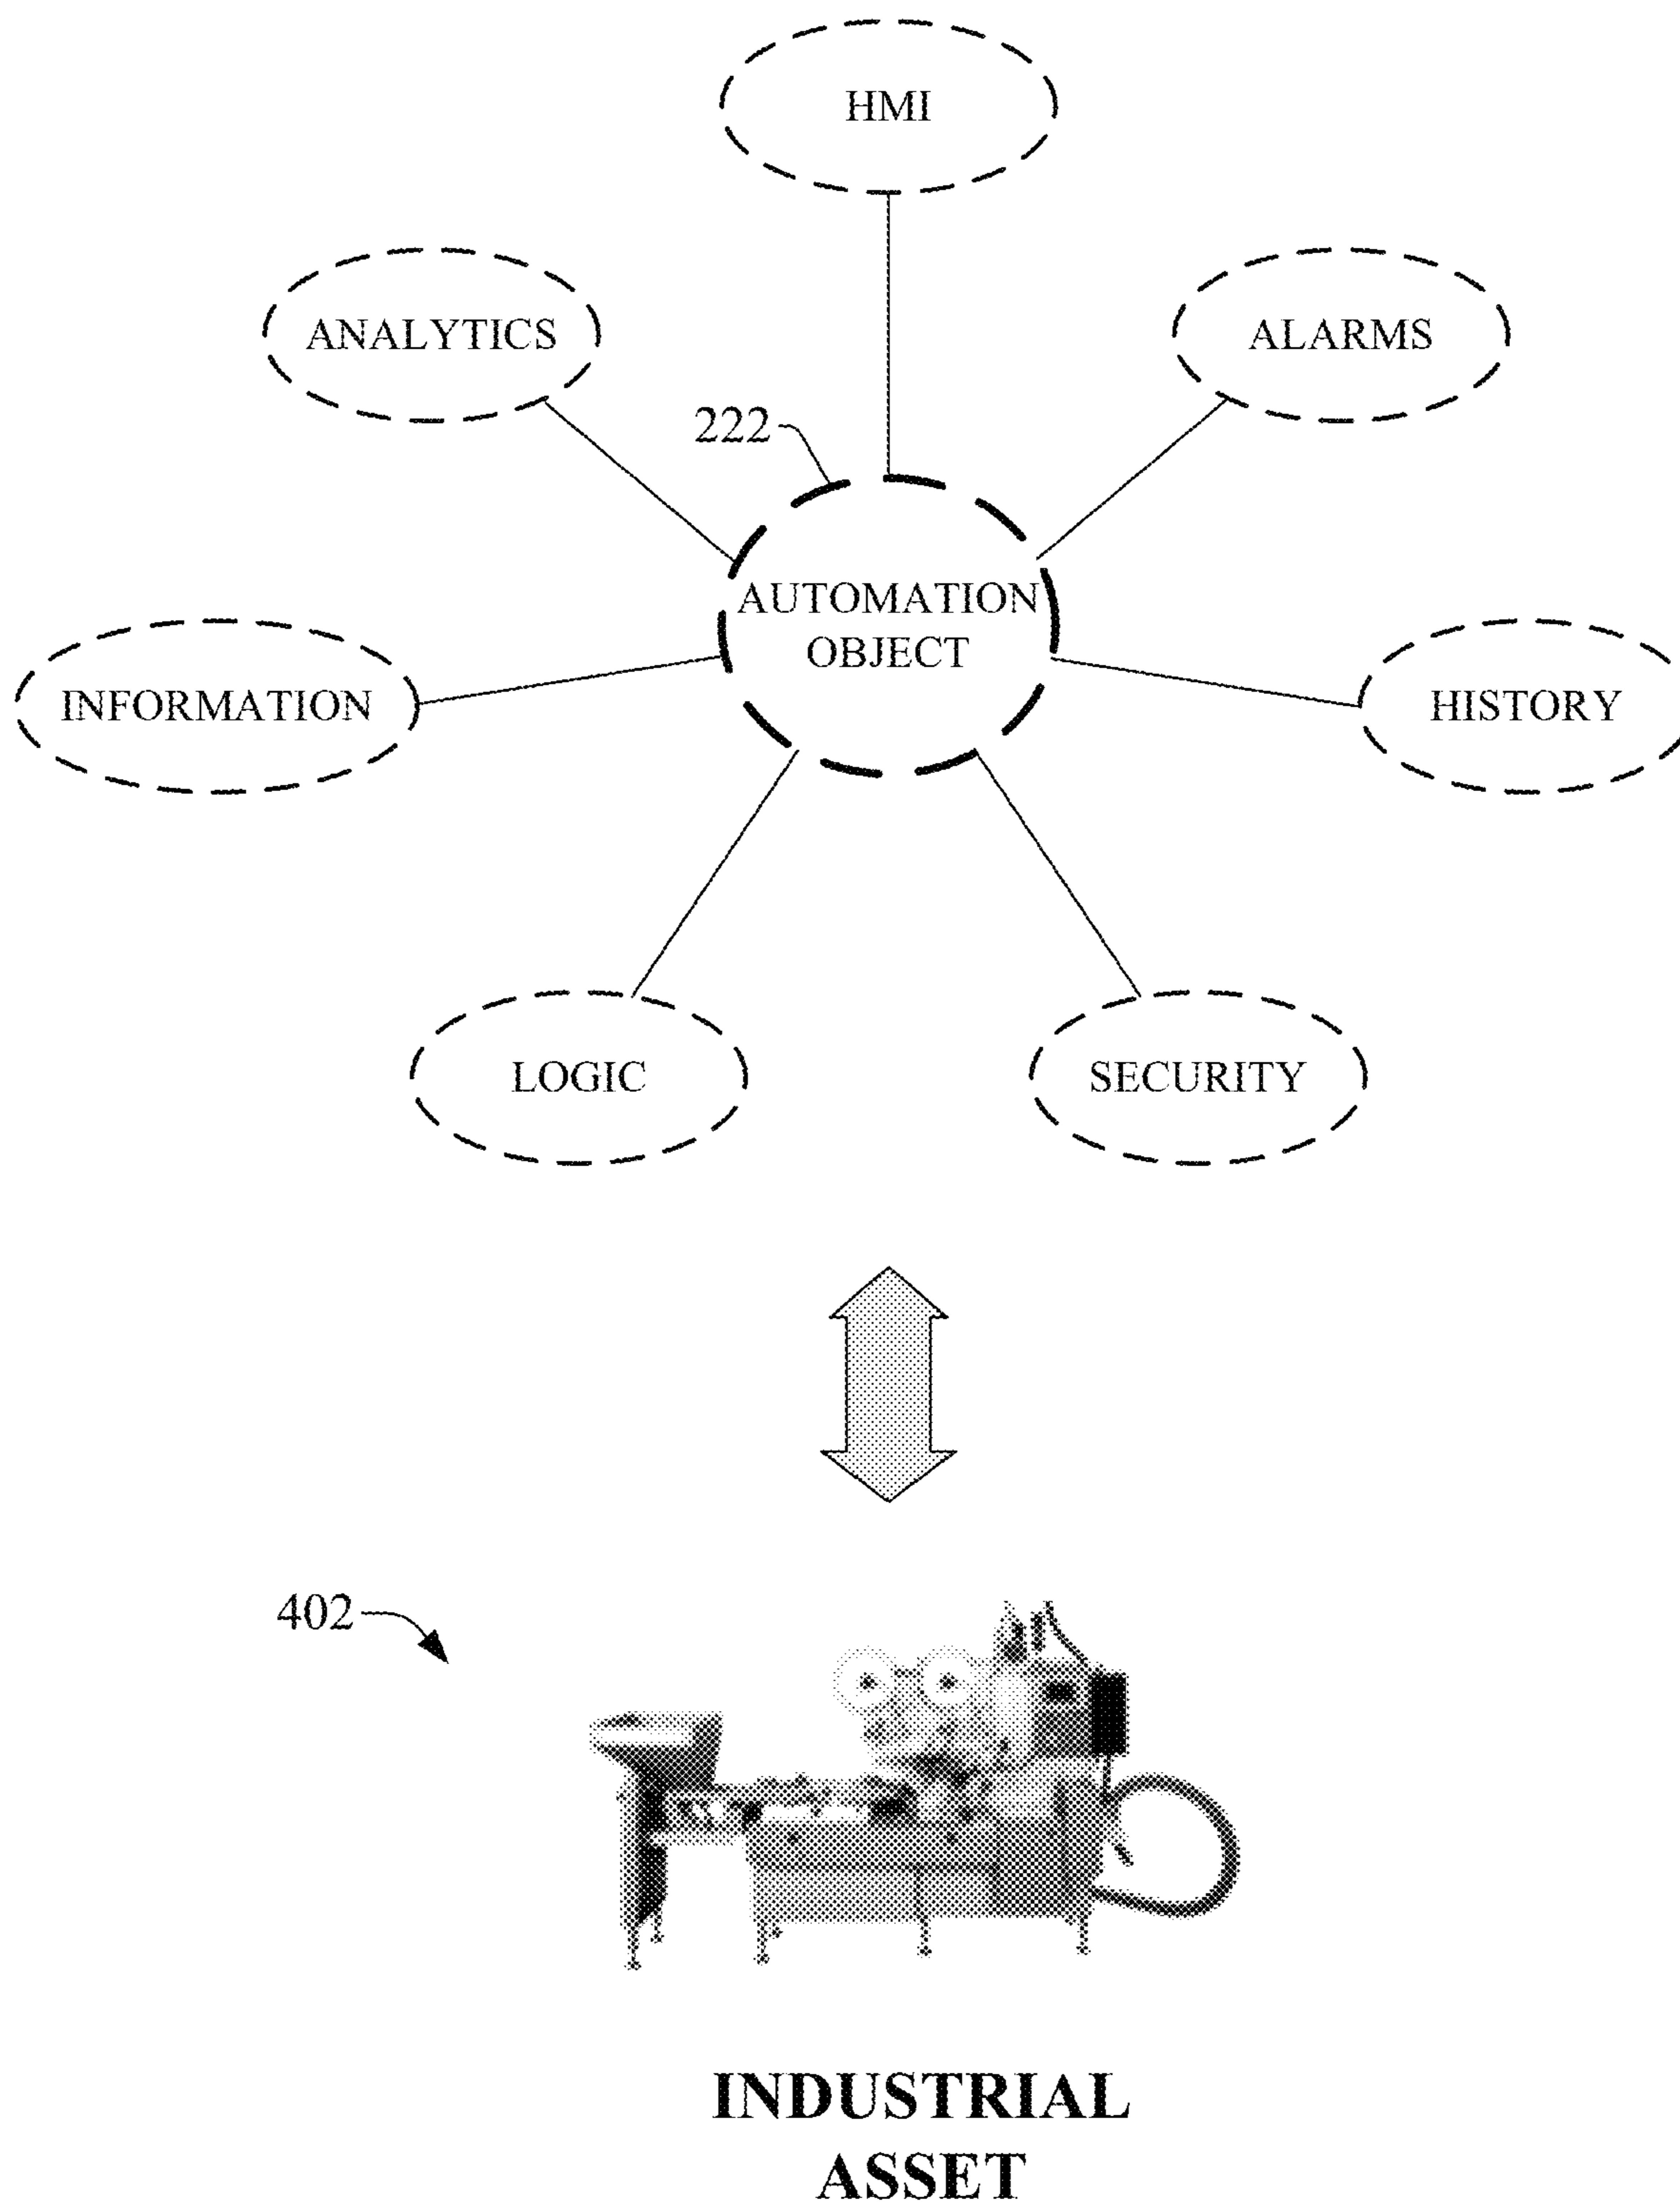 HMI
ANALYTICS
ALARMS
222
AUTOMATION
OBJECT
INFORMATION
HISTORY
LOGIC
SECURITY
402
INDUSTRIAL
ASSET